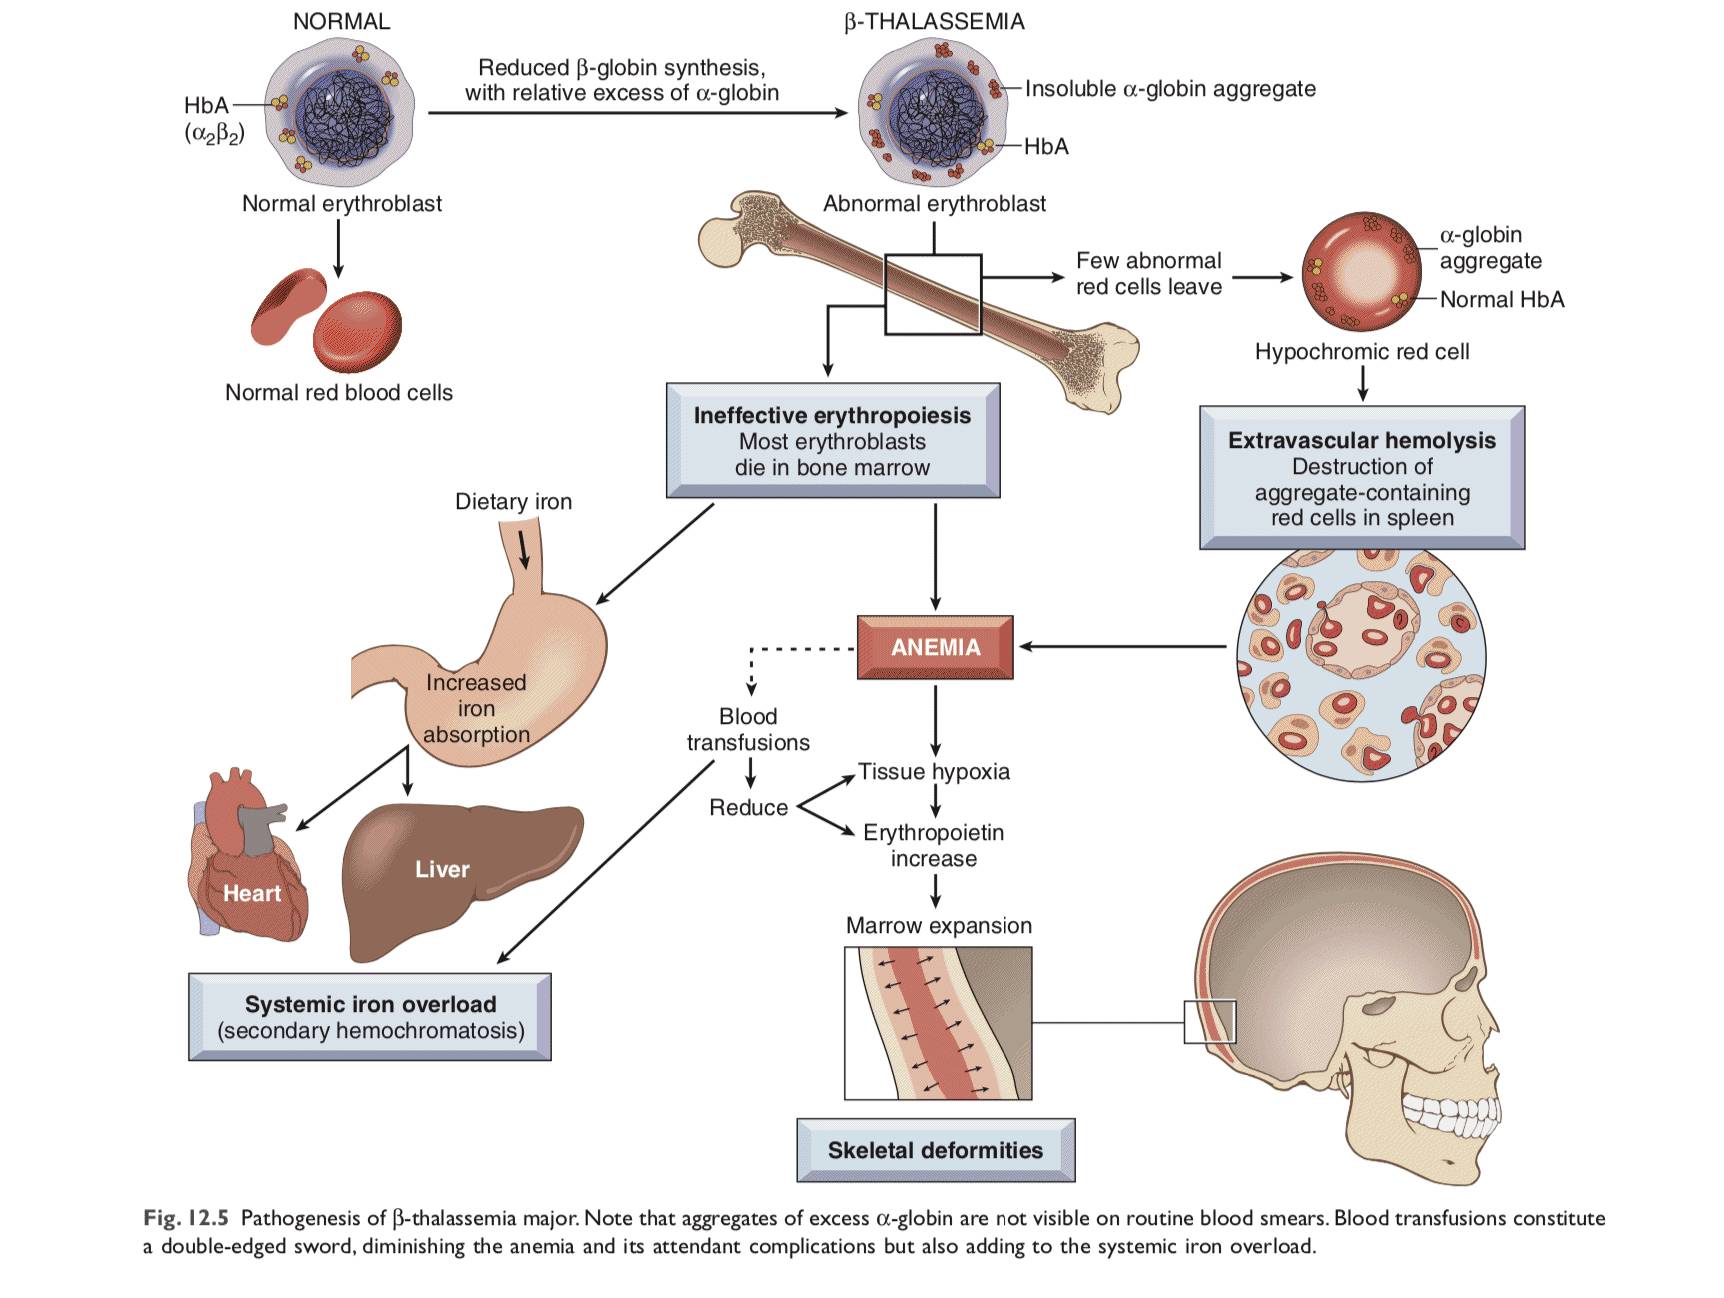 NORMAL
β-THALASSEMIA
Reduced β-globin synthesis,
with relative excess of α-globin
HbA
(α₂β₂)
Insoluble α-globin aggregate
HbA
Normal erythroblast
Abnormal erythroblast
Few abnormal
red cells leave
α-globin
aggregate
Normal HbA
Normal red blood cells
Hypochromic red cell
Ineffective erythropoiesis
Most erythroblasts
die in bone marrow
Extravascular hemolysis
Destruction of
aggregate-containing
red cells in spleen
Dietary iron
ANEMIA
Increased
iron
absorption
Blood
transfusions
Tissue hypoxia
Reduce
Erythropoietin
increase
Heart
Liver
Marrow expansion
Systemic iron overload
(secondary hemochromatosis)
Skeletal deformities
Fig. 12.5 Pathogenesis of β-thalassemia major. Note that aggregates of excess α-globin are not visible on routine blood smears. Blood transfusions constitute
a double-edged sword, diminishing the anemia and its attendant complications but also adding to the systemic iron overload.